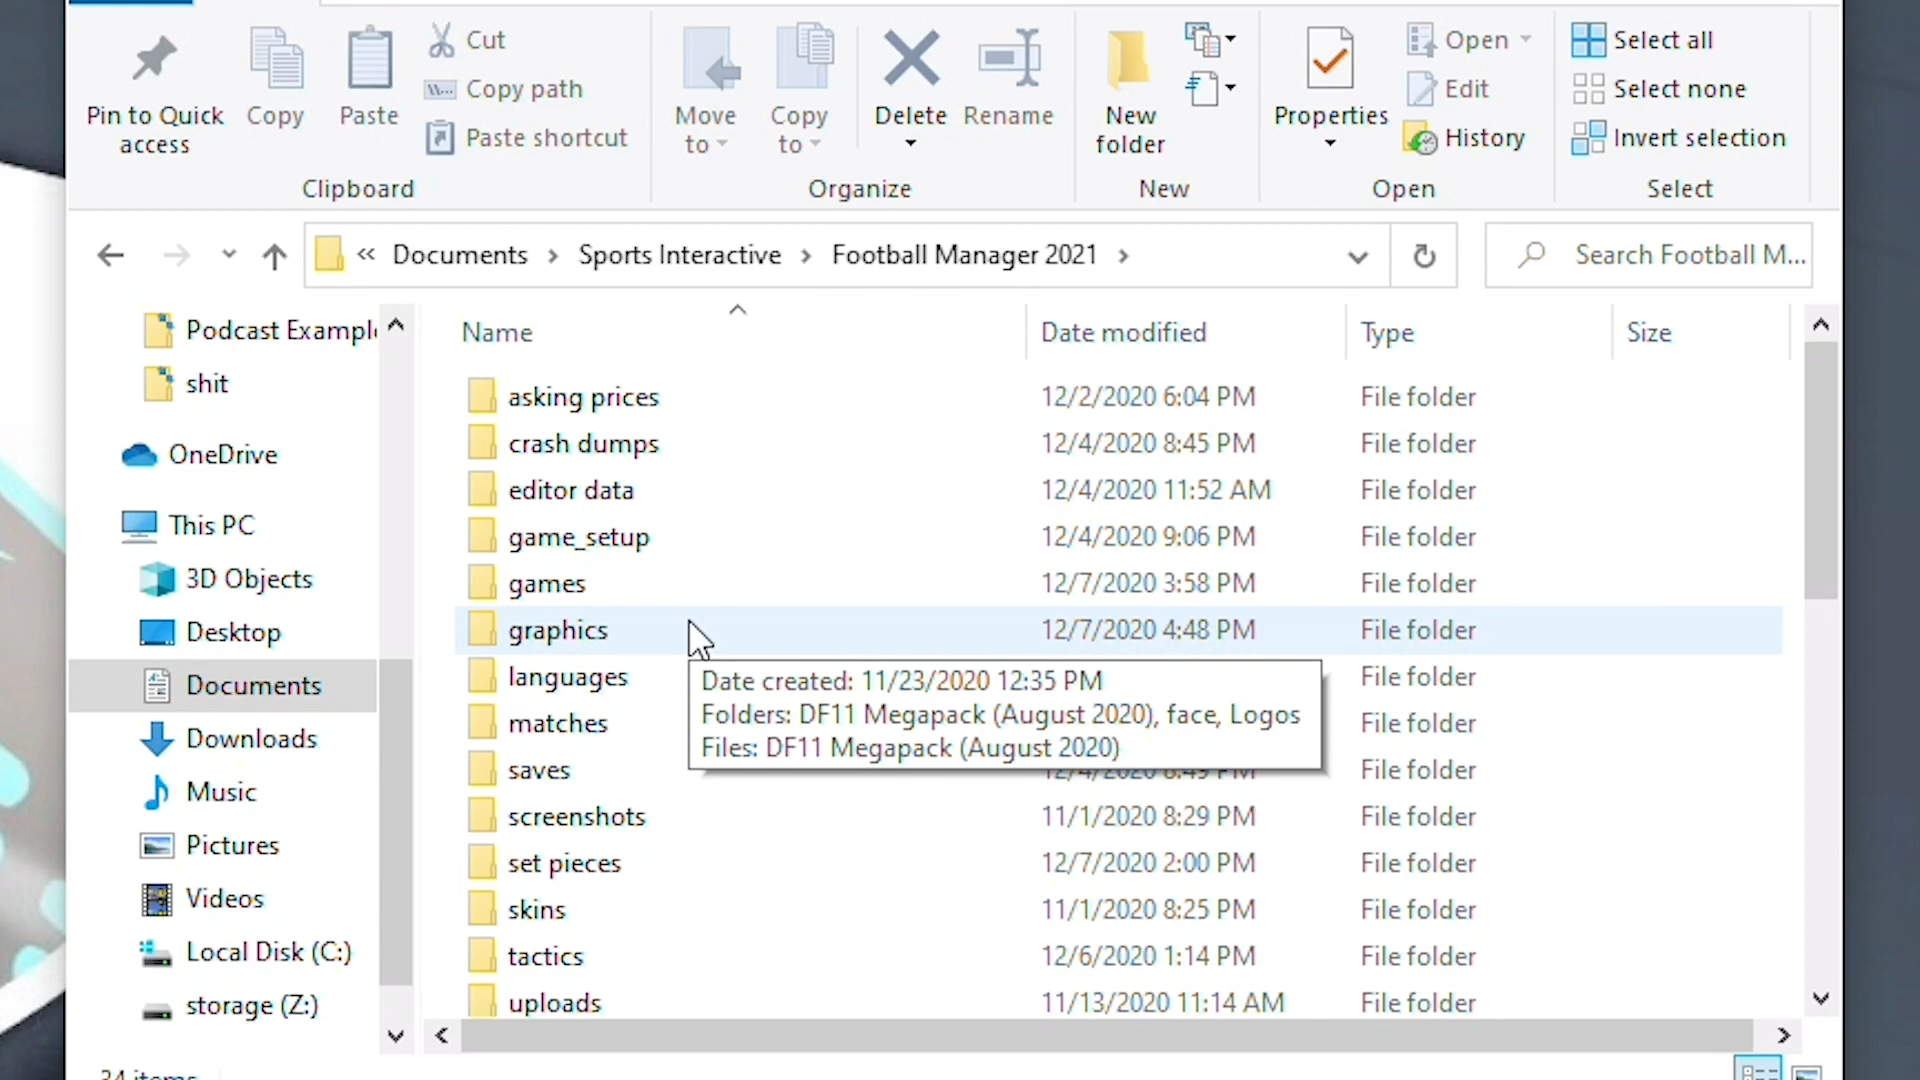 Pin to Quick
access
Copy
Paste
Cut
Copy path
Paste shortcut
Clipboard
Move
to
Copy
to
Delete
Rename
Organize
New
folder
New
Properties
Open
Edit
History
Open
Select all
Select none
Invert selection
Select
« Documents > Sports Interactive > Football Manager 2021 >
Search Football M...
Podcast Exampl
shit
OneDrive
This PC
3D Objects
Desktop
Documents
Downloads
Music
Pictures
Videos
Local Disk (C:)
storage (Z:)
Name Date modified Type Size
asking prices 12/2/2020 6:04 PM File folder
crash dumps 12/4/2020 8:45 PM File folder
editor data 12/4/2020 11:52 AM File folder
game_setup 12/4/2020 9:06 PM File folder
games 12/7/2020 3:58 PM File folder
graphics 12/7/2020 4:48 PM File folder
languages File folder
matches File folder
saves File folder
Date created: 11/23/2020 12:35 PM
Folders: DF11 Megapack (August 2020), face, Logos
Files: DF11 Megapack (August 2020)
screenshots 11/1/2020 8:29 PM File folder
set pieces 12/7/2020 2:00 PM File folder
skins 11/1/2020 8:25 PM File folder
tactics 12/6/2020 1:14 PM File folder
uploads 11/13/2020 11:14 AM File folder
34 items